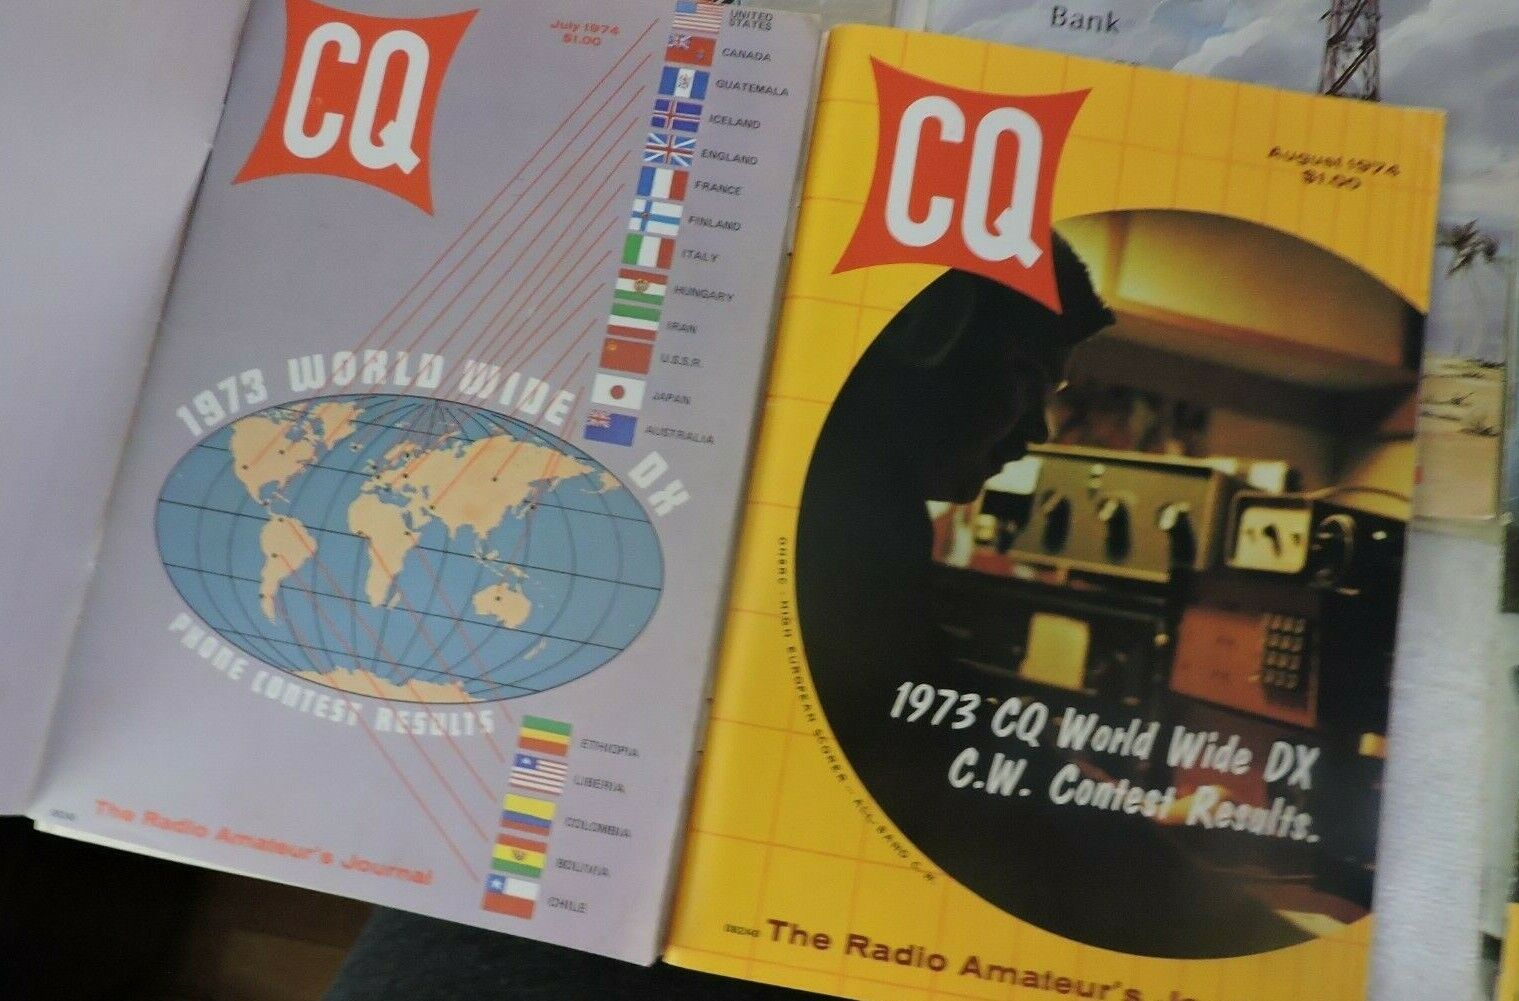 CQ
July 1974
$1.00
UNITED
STATES
CANADA
GUATEMALA
ICELAND
ENGLAND
FRANCE
FINLAND
ITALY
HUNGARY
IRAN
U.S.S.R.
JAPAN
AUSTRALIA
1973 WORLD WIDE DX
PHONE CONTEST RESULTS
ETHIOPIA
LIBERIA
COLOMBIA
BOLIVIA
CHILE
The Radio Amateur's Journal
Bank
CQ
August 1974
$1.00
HIGH EUROPEAN SCORER - ALL BAND C.W.
1973 CQ World Wide DX
C.W. Contest Results.
The Radio Amateur's